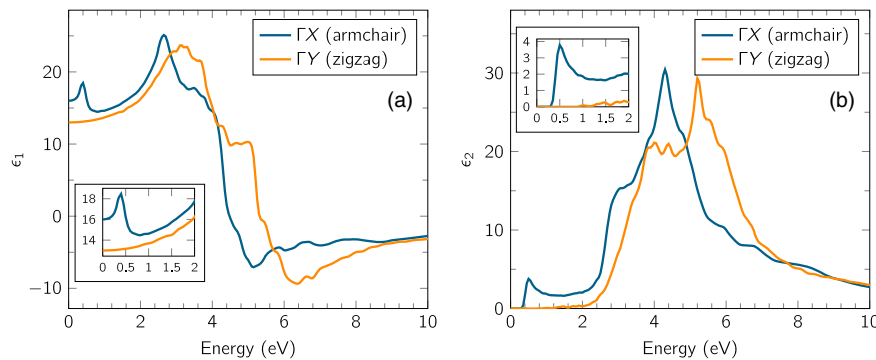 ΓX (armchair)
ΓY (zigzag)
(a)
20
10
0
−10
ϵ1
18
16
14
0 0.5 1 1.5 2
0 2 4 6 8 10
Energy (eV)
ΓX (armchair)
ΓY (zigzag)
(b)
30
20
10
0
ϵ2
4
3
2
1
0
0 0.5 1 1.5 2
0 2 4 6 8 10
Energy (eV)